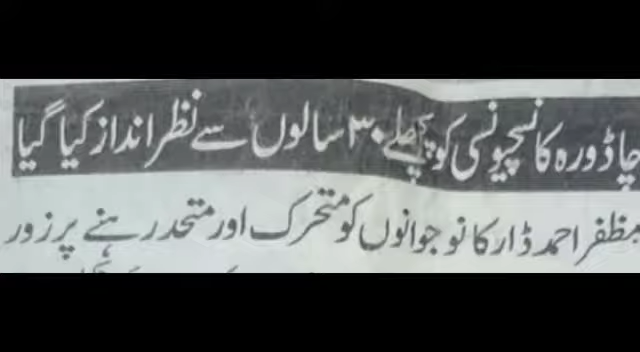 چاڈورہ کانسچیونسی کو پچھلے ۳۰ سالوں سے نظر انداز کیا گیا
مظفر احمد ڈار کا نوجوانوں کو متحرک اور متحد رہنے پر زور